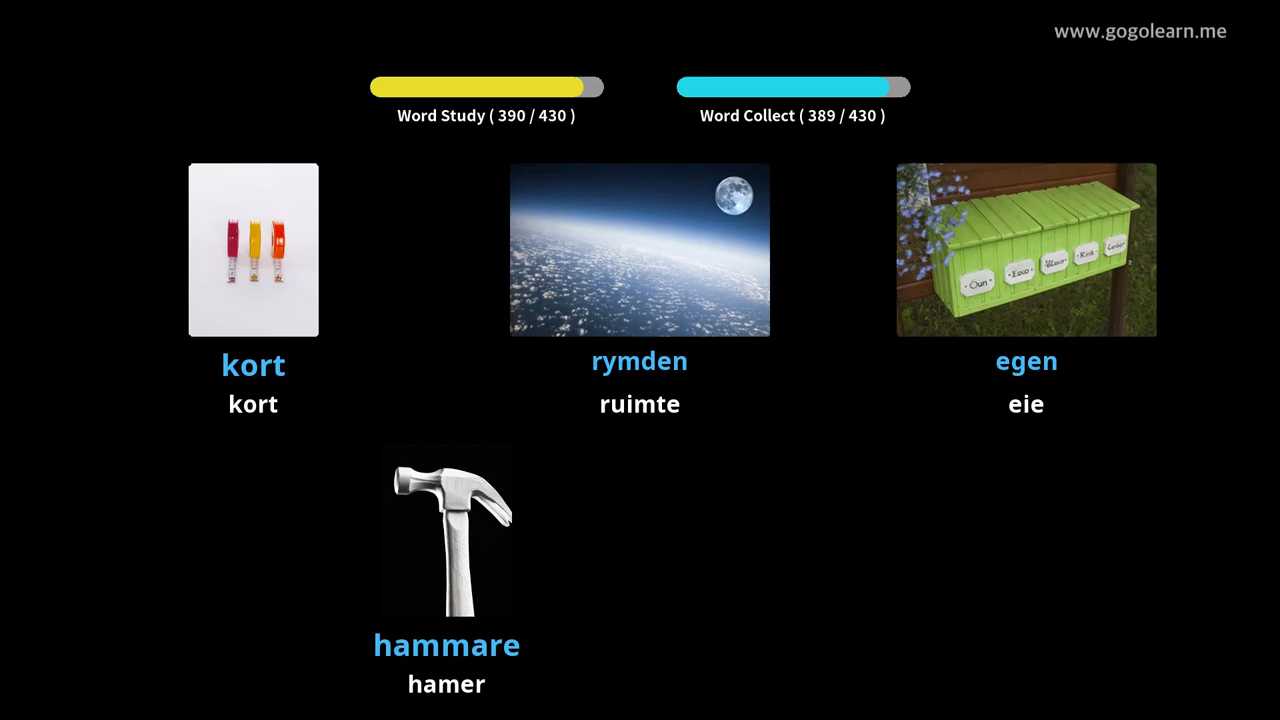 www.gogolearn.me
Word Study ( 390 / 430 )
Word Collect ( 389 / 430 )
kort
kort
rymden
ruimte
egen
eie
hammare
hamer